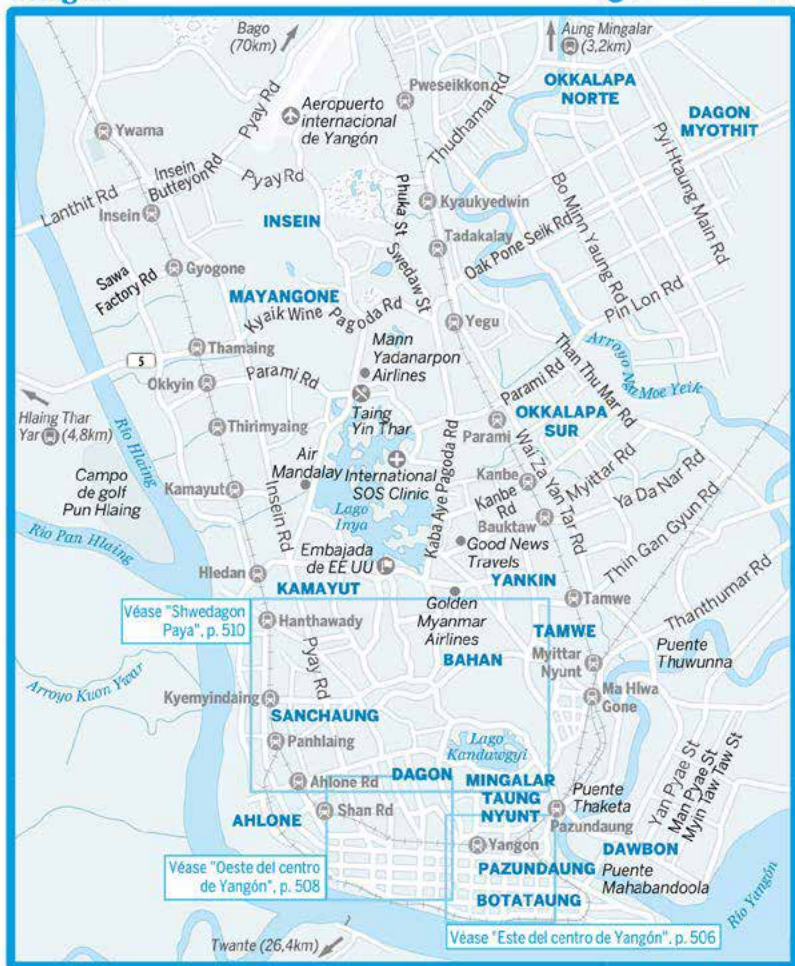 Bago
(70km)
Aung Mingalar
(3,2km)
Pweseikkon
OKKALAPA
NORTE
DAGON
MYOTHIT
Aeropuerto
internacional
de Yangón
Pyay Rd
Thudhamar Rd
Pyi Htaung Main Rd
Ywama
Insein
Butteyon Rd
Pyay Rd
Phuka St
Lanthit Rd
Insein
INSEIN
Kyaukyedwin
Tadakalay
Bo Minn Yaung Rd
Oak Pone Seik Rd
Swedaw St
Gyogone
Sawa
Factory Rd
MAYANGONE
Kyaik Wine Pagoda Rd
Yegu
Pin Lon Rd
Mann
Yadanarpon
Airlines
Thamaing
5
Okkyin
Parami Rd
Parami Rd
Than Thu Mar Rd
Arroyo Nga Moe Yeik
Hlaing Thar
Yar (4,8km)
Río Hlaing
Taing
Yin Thar
Thirimyaing
OKKALAPA
SUR
Parami
Air
Mandalay
International
SOS Clinic
Kaba Aye Pagoda Rd
Wai Za Yan Tar Rd
Kanbe
Kanbe
Rd
Myittar Rd
Ya Da Nar Rd
Campo
de golf
Pun Hlaing
Kamayut
Insein Rd
Lago
Inya
Bauktaw
Thin Gan Gyun Rd
Río Pan Hlaing
Good News
Travels
Embajada
de EE UU
Hledan
KAMAYUT
YANKIN
Thanthumar Rd
Tamwe
Véase "Shwedagon
Paya", p. 510
Hanthawady
Golden
Myanmar
Airlines
TAMWE
Puente
Thuwunna
Pyay Rd
BAHAN
Myittar
Nyunt
Arroyo Kuon Ywar
Kyemyindaing
Ma Hlwa
Gone
SANCHAUNG
Panhlaing
Lago
Kandawgyi
Yan Pyae St
Man Pyae St
Myin Taw Taw St
Ahlone Rd
DAGON
MINGALAR
TAUNG
NYUNT
Puente
Thaketa
AHLONE
Shan Rd
Pazundaung
Yangon
DAWBON
Véase "Oeste del centro
de Yangón", p. 508
PAZUNDAUNG
Puente
Mahabandoola
BOTATAUNG
Río Yangón
Twante (26,4km)
Véase "Este del centro de Yangón", p. 506